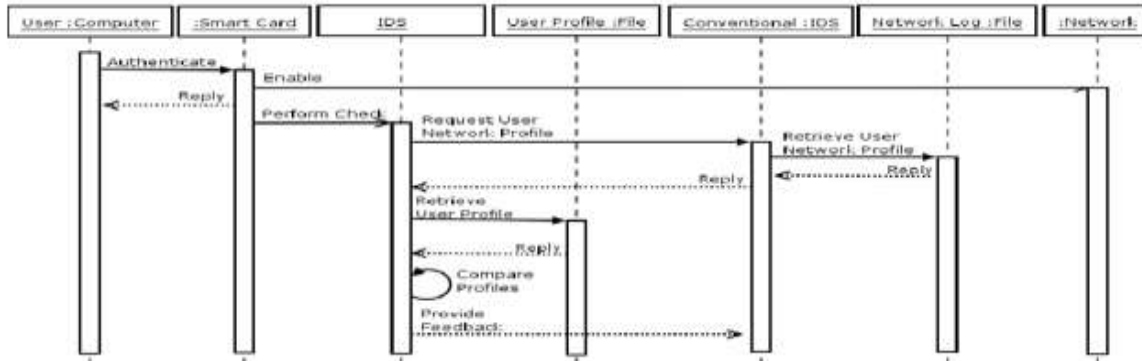 User :Computer
:Smart Card
IDS
User Profile :File
Conventional :IDS
Network Log :File
:Network
Authenticate
Enable
Reply
Perform Check
Request User
Network Profile
Retrieve User
Network Profile
Reply
Reply
Retrieve
User Profile
Reply
Compare
Profiles
Provide
Feedback